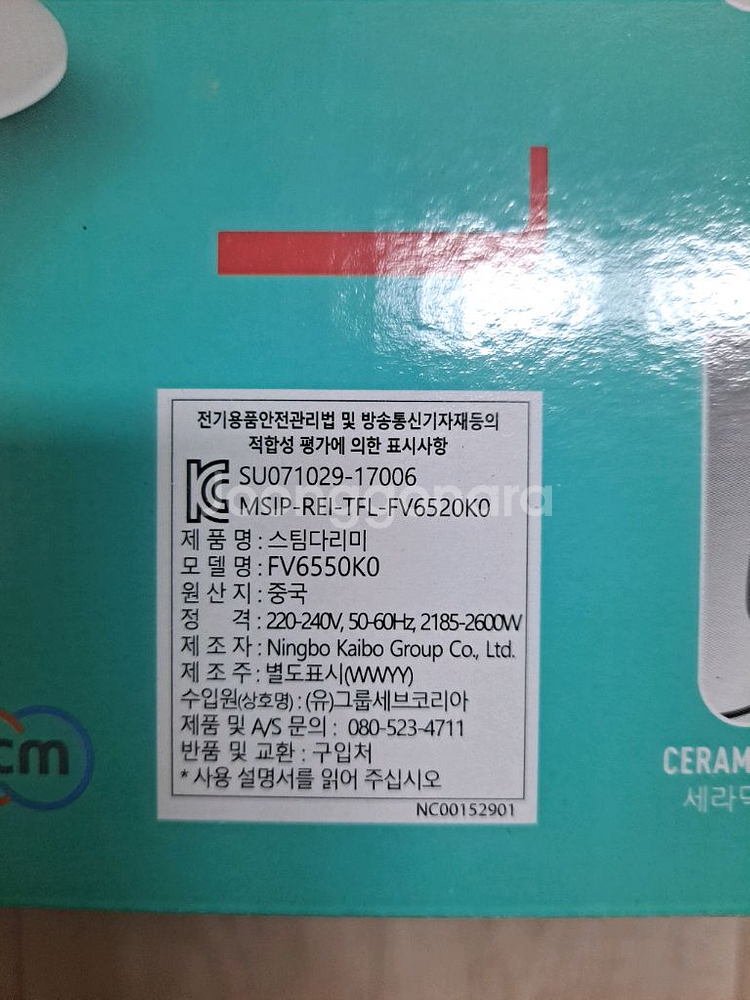 전기용품안전관리법 및 방송통신기자재등의
적합성 평가에 의한 표시사항
SU071029-17006
MSIP-REI-TFL-FV6520K0
제 품 명 : 스팀다리미
모 델 명 : FV6550K0
원 산 지 : 중국
정 격 : 220-240V, 50-60Hz, 2185-2600W
제 조 자 : Ningbo Kaibo Group Co., Ltd.
제 조 주 : 별도표시(WWYY)
수입원(상호명) : (유)그룹세브코리아
제품 및 A/S 문의 : 080-523-4711
반품 및 교환 : 구입처
* 사용 설명서를 읽어 주십시오
NC00152901
cm
CERAM
세라믹
joonggonara